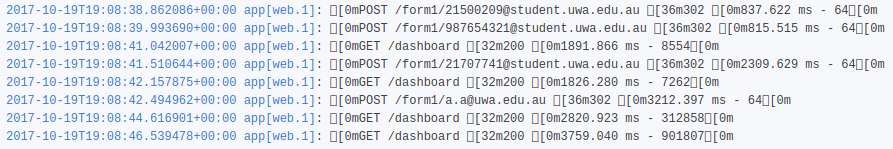 2017-10-19T19:08:38.862086+00:00 app[web.1]: □[0mPOST /form1/21500209@student.uwa.edu.au □[36m302 □[0m837.622 ms - 64□[0m
2017-10-19T19:08:39.993690+00:00 app[web.1]: □[0mPOST /form1/987654321@student.uwa.edu.au □[36m302 □[0m815.515 ms - 64□[0m
2017-10-19T19:08:41.042007+00:00 app[web.1]: □[0mGET /dashboard □[32m200 □[0m1891.866 ms - 8554□[0m
2017-10-19T19:08:41.510644+00:00 app[web.1]: □[0mPOST /form1/21707741@student.uwa.edu.au □[36m302 □[0m2309.629 ms - 64□[0m
2017-10-19T19:08:42.157875+00:00 app[web.1]: □[0mGET /dashboard □[32m200 □[0m1826.280 ms - 7262□[0m
2017-10-19T19:08:42.494962+00:00 app[web.1]: □[0mPOST /form1/a.a@uwa.edu.au □[36m302 □[0m3212.397 ms - 64□[0m
2017-10-19T19:08:44.616901+00:00 app[web.1]: □[0mGET /dashboard □[32m200 □[0m2820.923 ms - 312858□[0m
2017-10-19T19:08:46.539478+00:00 app[web.1]: □[0mGET /dashboard □[32m200 □[0m3759.040 ms - 901807□[0m